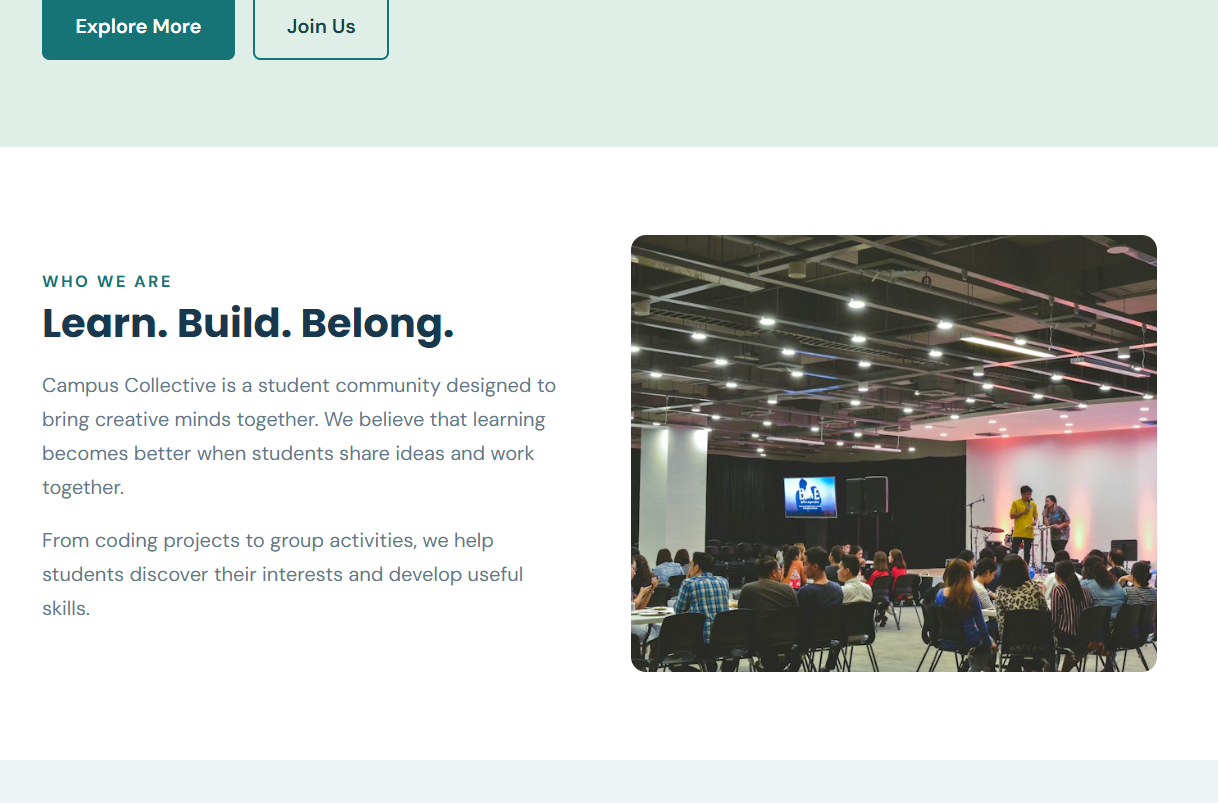 Explore More
Join Us
WHO WE ARE
Learn. Build. Belong.
Campus Collective is a student community designed to
bring creative minds together. We believe that learning
becomes better when students share ideas and work
together.
From coding projects to group activities, we help
students discover their interests and develop useful
skills.